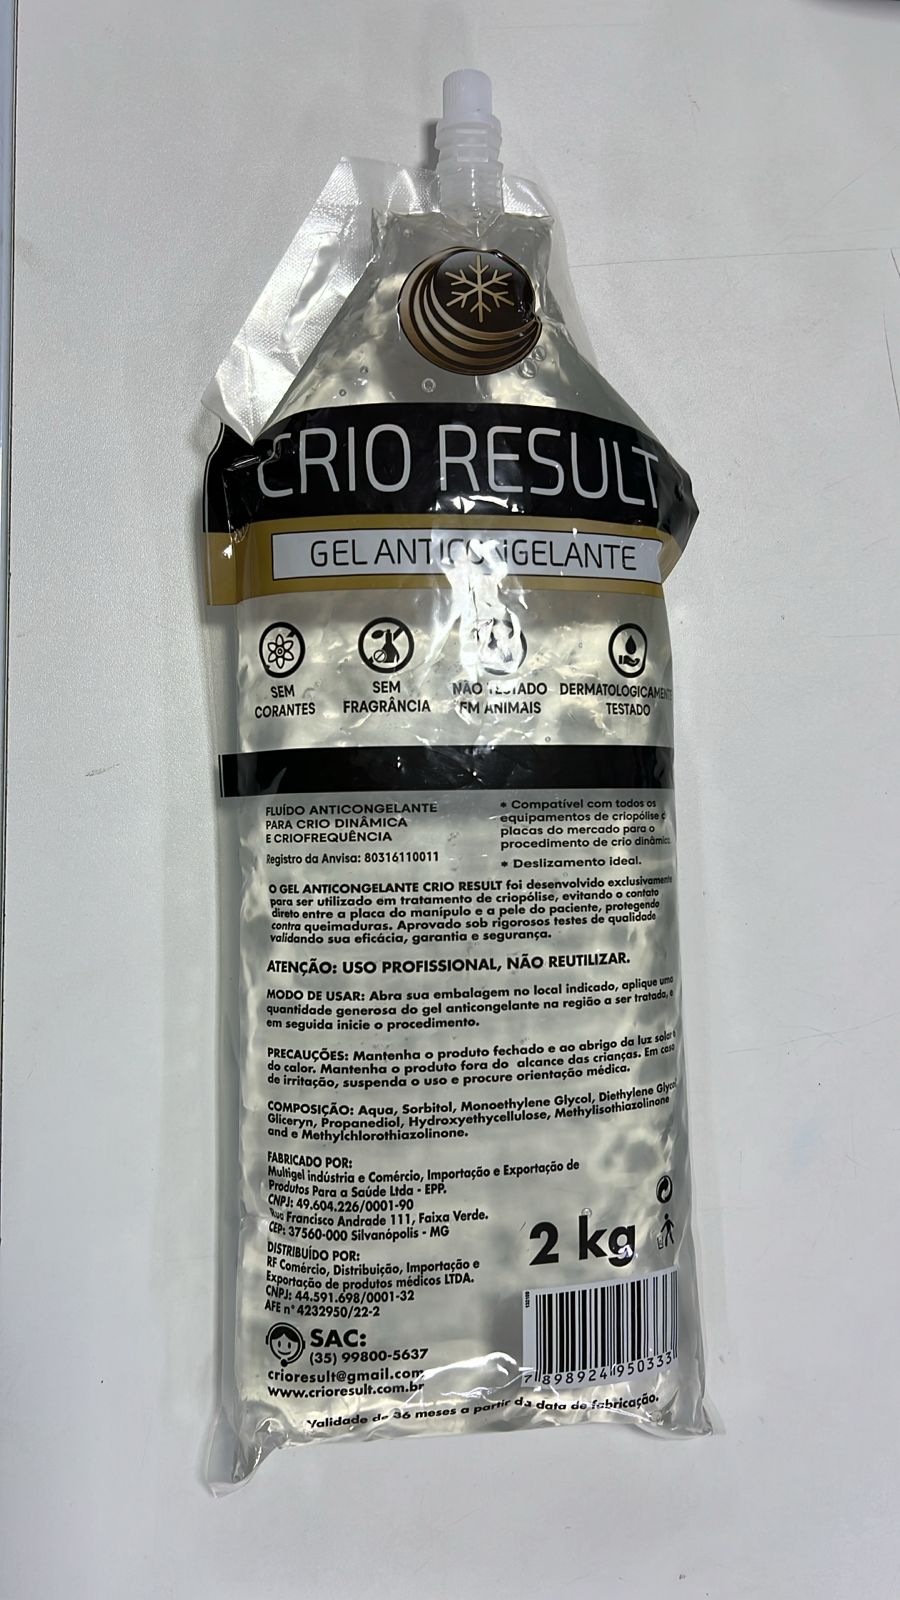 CRIO RESULT
GEL ANTICONGELANTE
SEM
CORANTES
SEM
FRAGRÂNCIA
NÃO TESTADO
EM ANIMAIS
DERMATOLOGICAMENTE
TESTADO
FLUÍDO ANTICONGELANTE
PARA CRIO DINÂMICA
E CRIOFREQUÊNCIA
Registro da Anvisa: 80316110011
* Compatível com todos os
equipamentos de criopólise e
placas do mercado para o
procedimento de crio dinâmica.
* Deslizamento ideal.
O GEL ANTICONGELANTE CRIO RESULT foi desenvolvido exclusivamente
para ser utilizado em tratamento de criopólise, evitando o contato
direto entre a placa do manípulo e a pele do paciente, protegendo
contra queimaduras. Aprovado sob rigorosos testes de qualidade
validando sua eficácia, garantia e segurança.
ATENÇÃO: USO PROFISSIONAL, NÃO REUTILIZAR.
MODO DE USAR: Abra sua embalagem no local indicado, aplique uma
quantidade generosa do gel anticongelante na região a ser tratada, e
em seguida inicie o procedimento.
PRECAUÇÕES: Mantenha o produto fechado e ao abrigo da luz solar e
do calor. Mantenha o produto fora do alcance das crianças. Em caso
de irritação, suspenda o uso e procure orientação médica.
COMPOSIÇÃO: Aqua, Sorbitol, Monoethylene Glycol, Diethylene Glycol,
Gliceryn, Propanediol, Hydroxyethycellulose, Methylisothiazolinone
and e Methylchlorothiazolinone.
FABRICADO POR:
Multigel indústria e Comércio, Importação e Exportação de
Produtos Para a Saúde Ltda - EPP.
CNPJ: 49.604.226/0001-90
Rua Francisco Andrade 111, Faixa Verde.
CEP: 37560-000 Silvanópolis - MG
DISTRIBUÍDO POR:
RF Comércio, Distribuição, Importação e
Exportação de produtos médicos LTDA.
CNPJ: 44.591.698/0001-32
AFE n° 4232950/22-2
2 kg
SAC:
(35) 99800-5637
crioresult@gmail.com
www.crioresult.com.br
7 898924 950333
Validade de 36 meses a partir da data de fabricação.